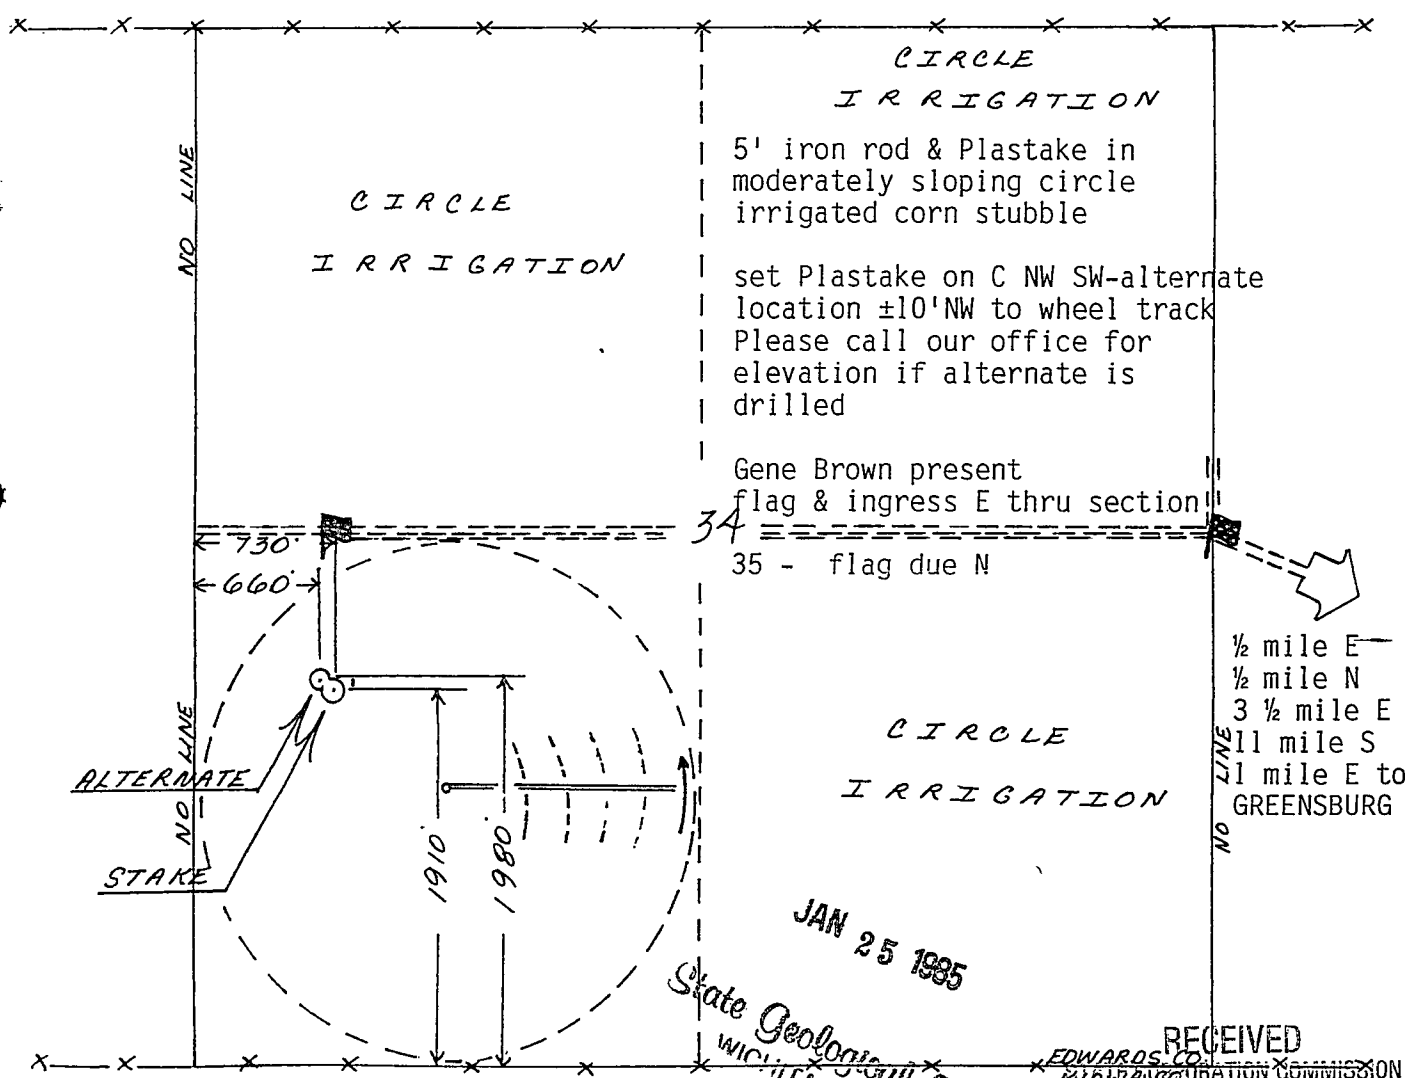 CIRCLE
IRRIGATION
5' iron rod & Plastake in
moderately sloping circle
irrigated corn stubble
NO LINE
CIRCLE
IRRIGATION
set Plastake on C NW SW-alternate
location ±10'NW to wheel track
Please call our office for
elevation if alternate is
drilled
Gene Brown present
flag & ingress E thru section
34
35 - flag due N
730'
660'
½ mile E
½ mile N
3 ½ mile E
11 mile S
1 mile E to
GREENSBURG
NO LINE
NO LINE
CIRCLE
IRRIGATION
ALTERNATE
STAKE
1910'
1980'
JAN 25 1985
State Geological
RECEIVED
EDWARDS CO.
COMMISSION